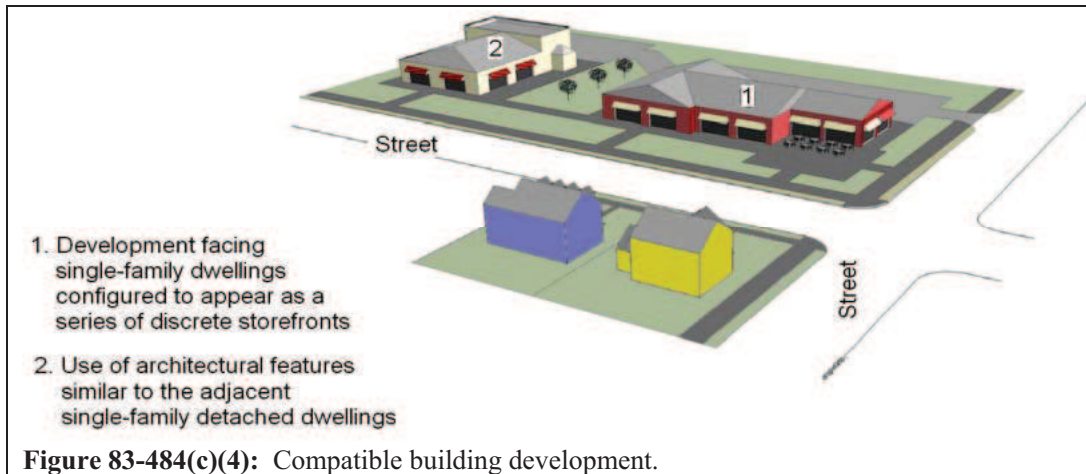 2
1
Street
Street
1. Development facing
single-family dwellings
configured to appear as a
series of discrete storefronts
2. Use of architectural features
similar to the adjacent
single-family detached dwellings
Figure 83-484(c)(4): Compatible building development.